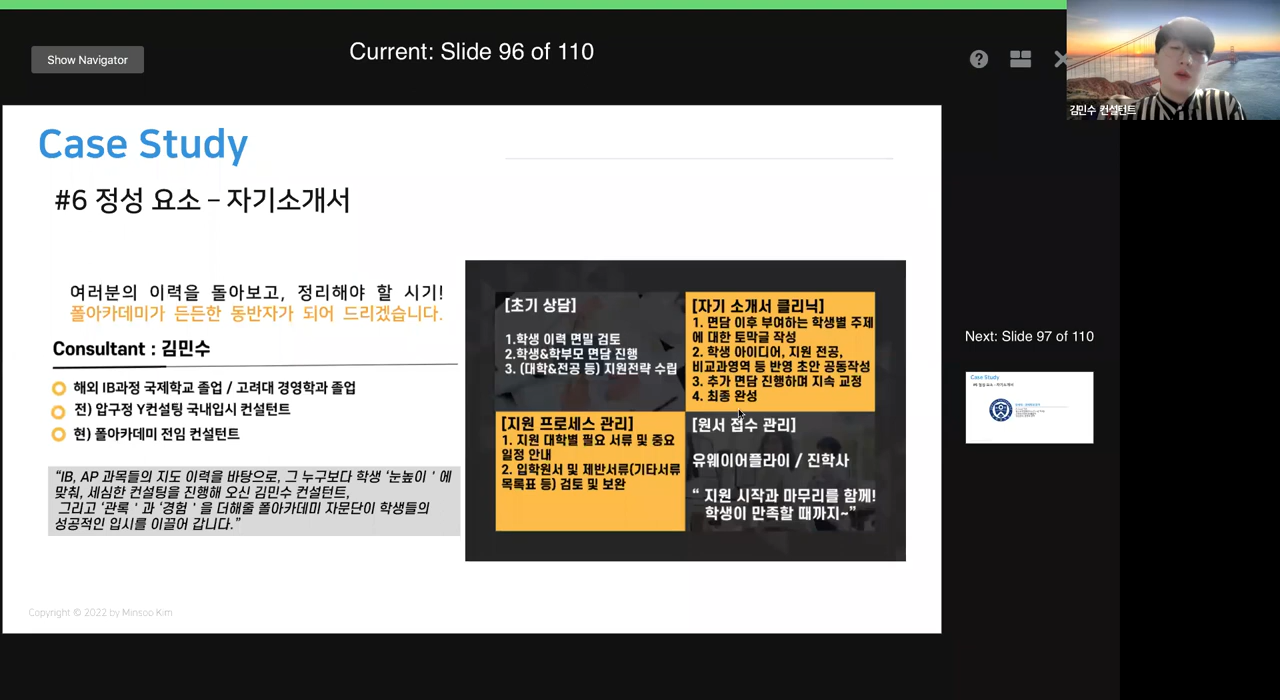 Show Navigator
Current: Slide 96 of 110
?
김민수 컨설턴트
Case Study
#6 정성 요소 – 자기소개서
여러분의 이력을 돌아보고, 정리해야 할 시기!
폴아카데미가 든든한 동반자가 되어 드리겠습니다.
Consultant : 김민수
해외 IB과정 국제학교 졸업 / 고려대 경영학과 졸업
전) 압구정 Y컨설팅 국내입시 컨설턴트
현) 폴아카데미 전임 컨설턴트
“IB, AP 과목들의 지도 이력을 바탕으로, 그 누구보다 학생 ‘눈높이 ’ 에
맞춰, 세심한 컨설팅을 진행해 오신 김민수 컨설턴트,
그리고 ‘관록 ’ 과 ‘경험 ’ 을 더해줄 폴아카데미 자문단이 학생들의
성공적인 입시를 이끌어 갑니다.”
[초기 상담]
1.학생 이력 면밀 검토
2.학생&학부모 면담 진행
3. (대학&전공 등) 지원전략 수립
[자기 소개서 클리닉]
1. 면담 이후 부여하는 학생별 주제
에 대한 토막글 작성
2. 학생 아이디어, 지원 전공,
비교과영역 등 반영 초안 공동작성
3. 추가 면담 진행하며 지속 교정
4. 최종 완성
[지원 프로세스 관리]
1. 지원 대학별 필요 서류 및 중요
일정 안내
2. 입학원서 및 제반서류(기타서류
목록표 등) 검토 및 보완
[원서 접수 관리]
유웨이어플라이 / 진학사
“ 지원 시작과 마무리를 함께!
학생이 만족할 때까지~”
Copyright © 2022 by Minsoo Kim
Next: Slide 97 of 110
Case Study
#6 정성 요소 – 자기소개서